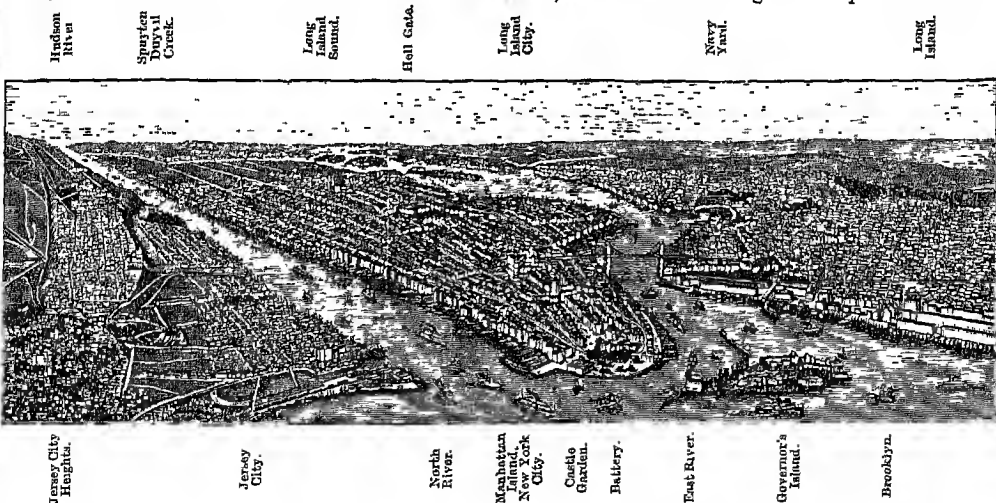 Hudson
River
Spuyten
Duyvil
Creek.
Long
Island
Sound.
Hell Gate.
Long
Island
City.
Navy
Yard.
Long
Island.
Jersey City
Heights.
Jersey
City.
North
River.
Manhattan
Island,
New York
City.
Castle
Garden.
Battery.
East River.
Governor's
Island.
Brooklyn.